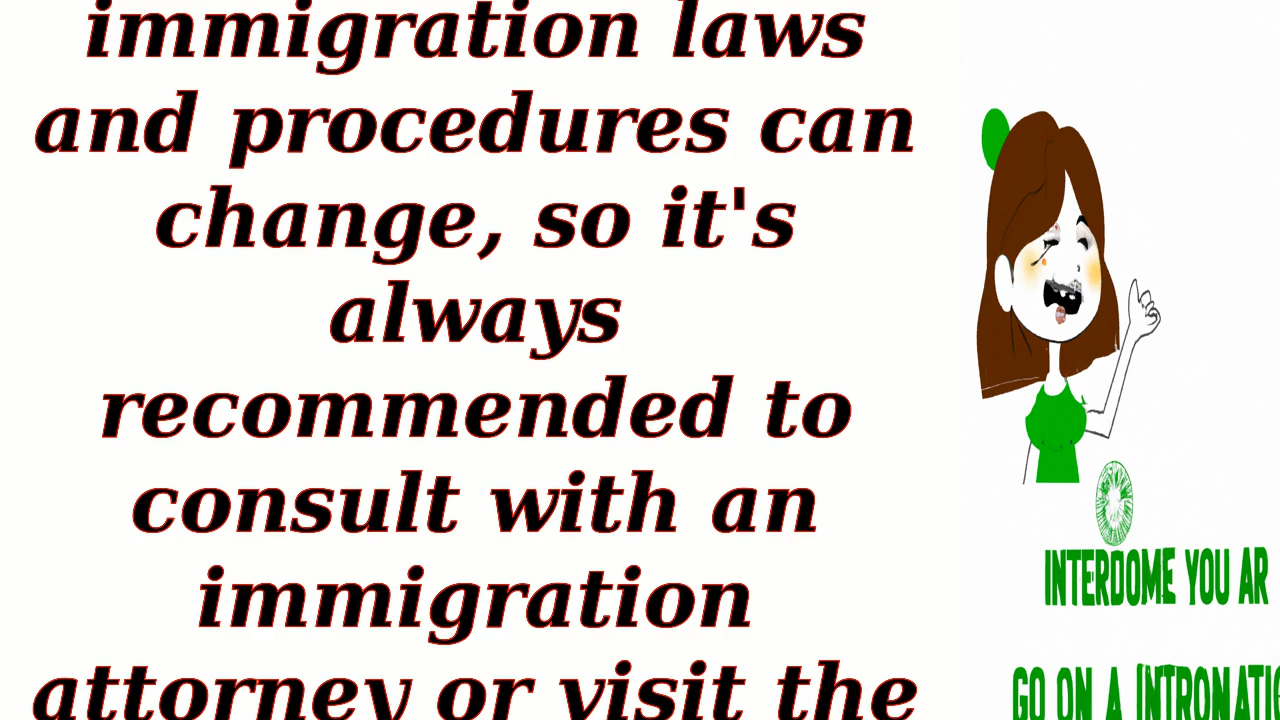 immigration laws
and procedures can
change, so it's
always
recommended to
consult with an
immigration
attorney or visit the
INTERDOME YOU AR
GO ON A INTRONATIO